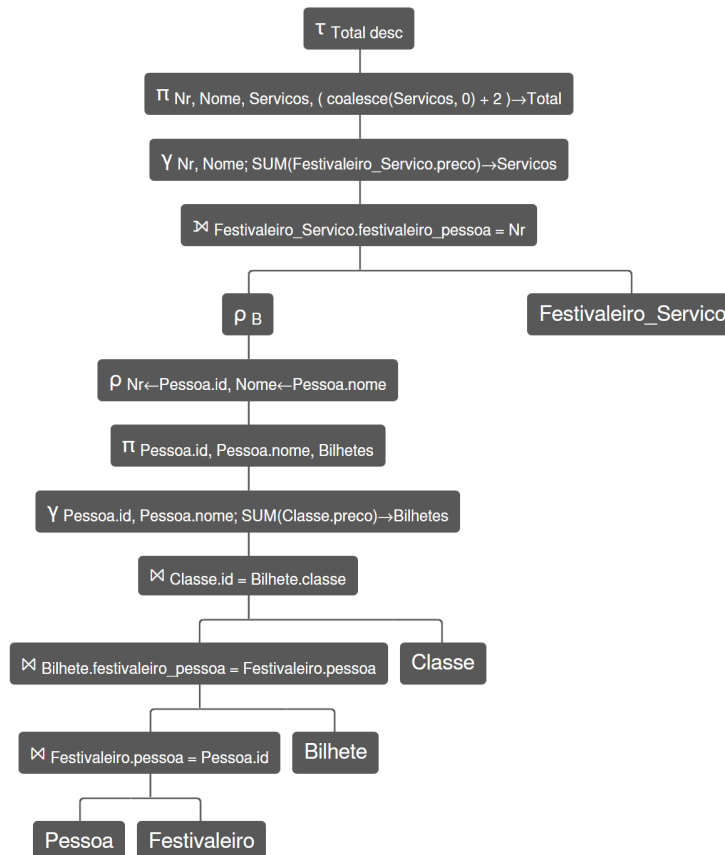 τ Total desc
π Nr, Nome, Servicos, ( coalesce(Servicos, 0) + 2 )→Total
γ Nr, Nome; SUM(Festivaleiro_Servico.preco)→Servicos
⟕ Festivaleiro_Servico.festivaleiro_pessoa = Nr
ρ B
Festivaleiro_Servico
ρ Nr←Pessoa.id, Nome←Pessoa.nome
π Pessoa.id, Pessoa.nome, Bilhetes
γ Pessoa.id, Pessoa.nome; SUM(Classe.preco)→Bilhetes
⋈ Classe.id = Bilhete.classe
⋈ Bilhete.festivaleiro_pessoa = Festivaleiro.pessoa
Classe
⋈ Festivaleiro.pessoa = Pessoa.id
Bilhete
Pessoa
Festivaleiro